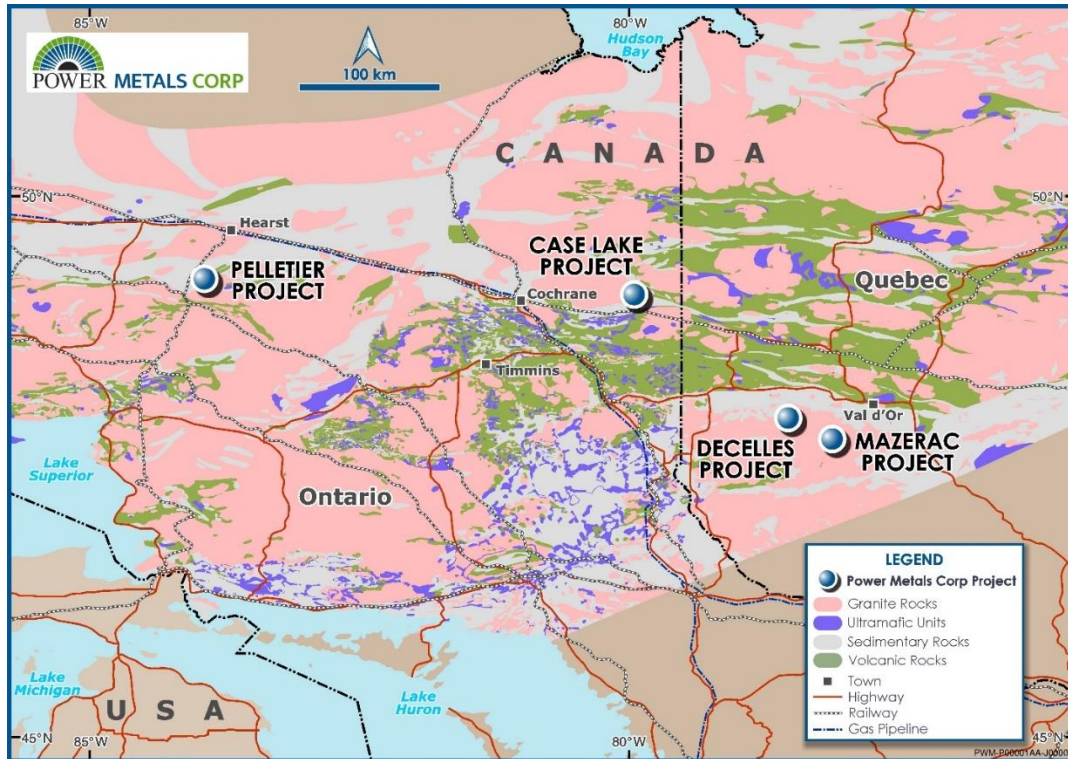 85°W
80°W
Hudson
Bay
POWER METALS CORP
100 km
CANADA
50°N
50°N
Hearst
PELLETIER
PROJECT
CASE LAKE
PROJECT
Cochrane
Quebec
Timmins
Val d'Or
DECELLES
PROJECT
MAZERAC
PROJECT
Lake
Superior
Ontario
LEGEND
Power Metals Corp Project
Granite Rocks
Ultramafic Units
Sedimentary Rocks
Volcanic Rocks
Town
Highway
Railway
Gas Pipeline
Lake
Michigan
USA
Lake
Huron
45°N
85°W
80°W
45°N